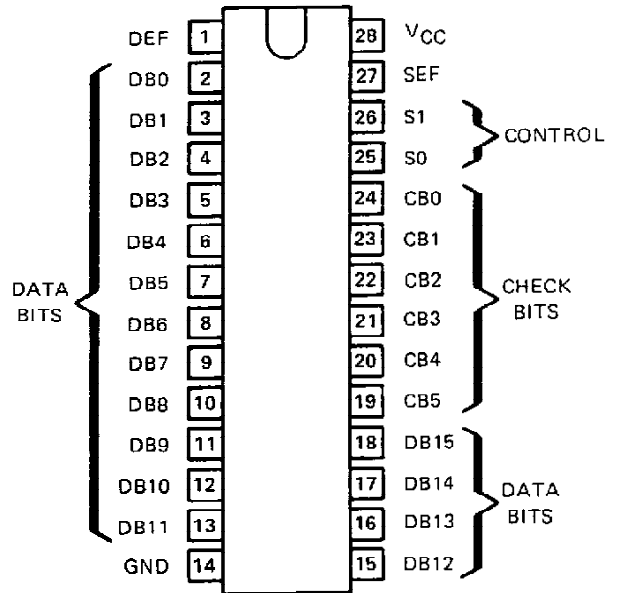 DEF 1 28 VCC
DB0 2 27 SEF
DB1 3 26 S1
DB2 4 25 S0
CONTROL
DB3 5 24 CB0
DB4 6 23 CB1
DB5 7 22 CB2
DB6 8 21 CB3
DB7 9 20 CB4
DB8 10 19 CB5
DATA
BITS
CHECK
BITS
DB9 11 18 DB15
DB10 12 17 DB14
DB11 13 16 DB13
GND 14 15 DB12
DATA
BITS